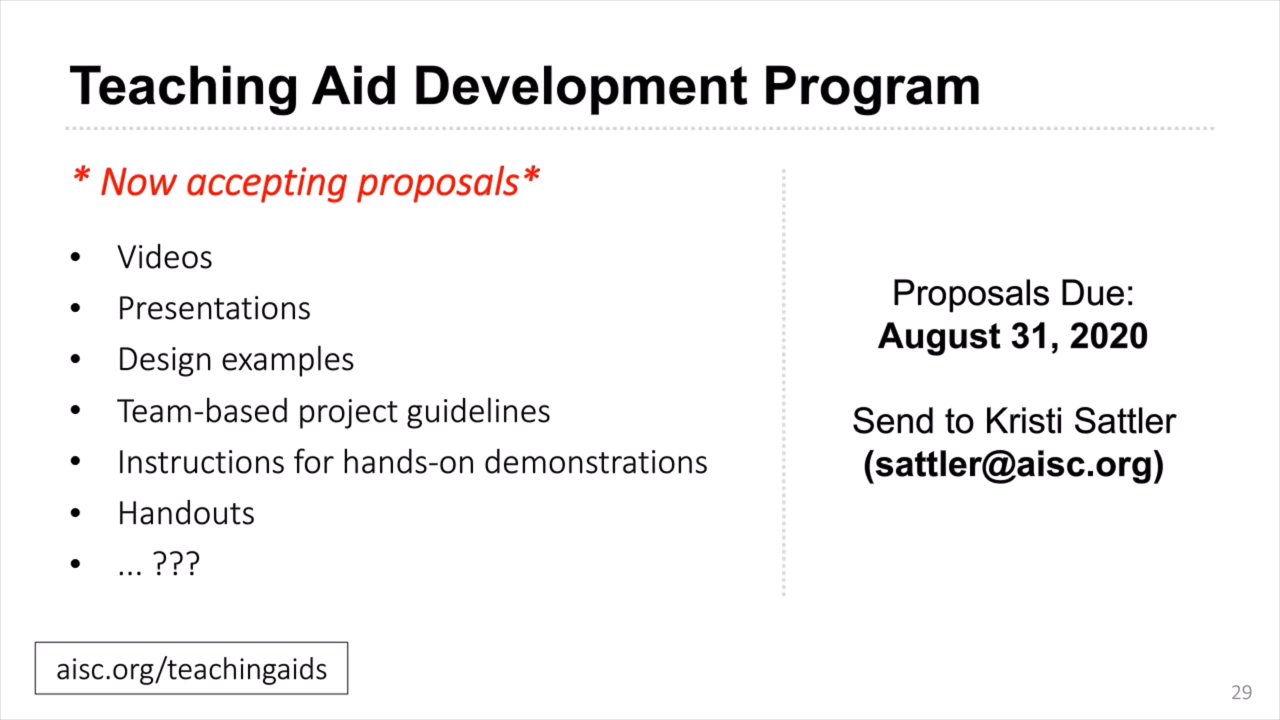 Teaching Aid Development Program
* Now accepting proposals*
• Videos
• Presentations
• Design examples
• Team-based project guidelines
• Instructions for hands-on demonstrations
• Handouts
• ... ???
Proposals Due:
August 31, 2020
Send to Kristi Sattler
(sattler@aisc.org)
aisc.org/teachingaids
29